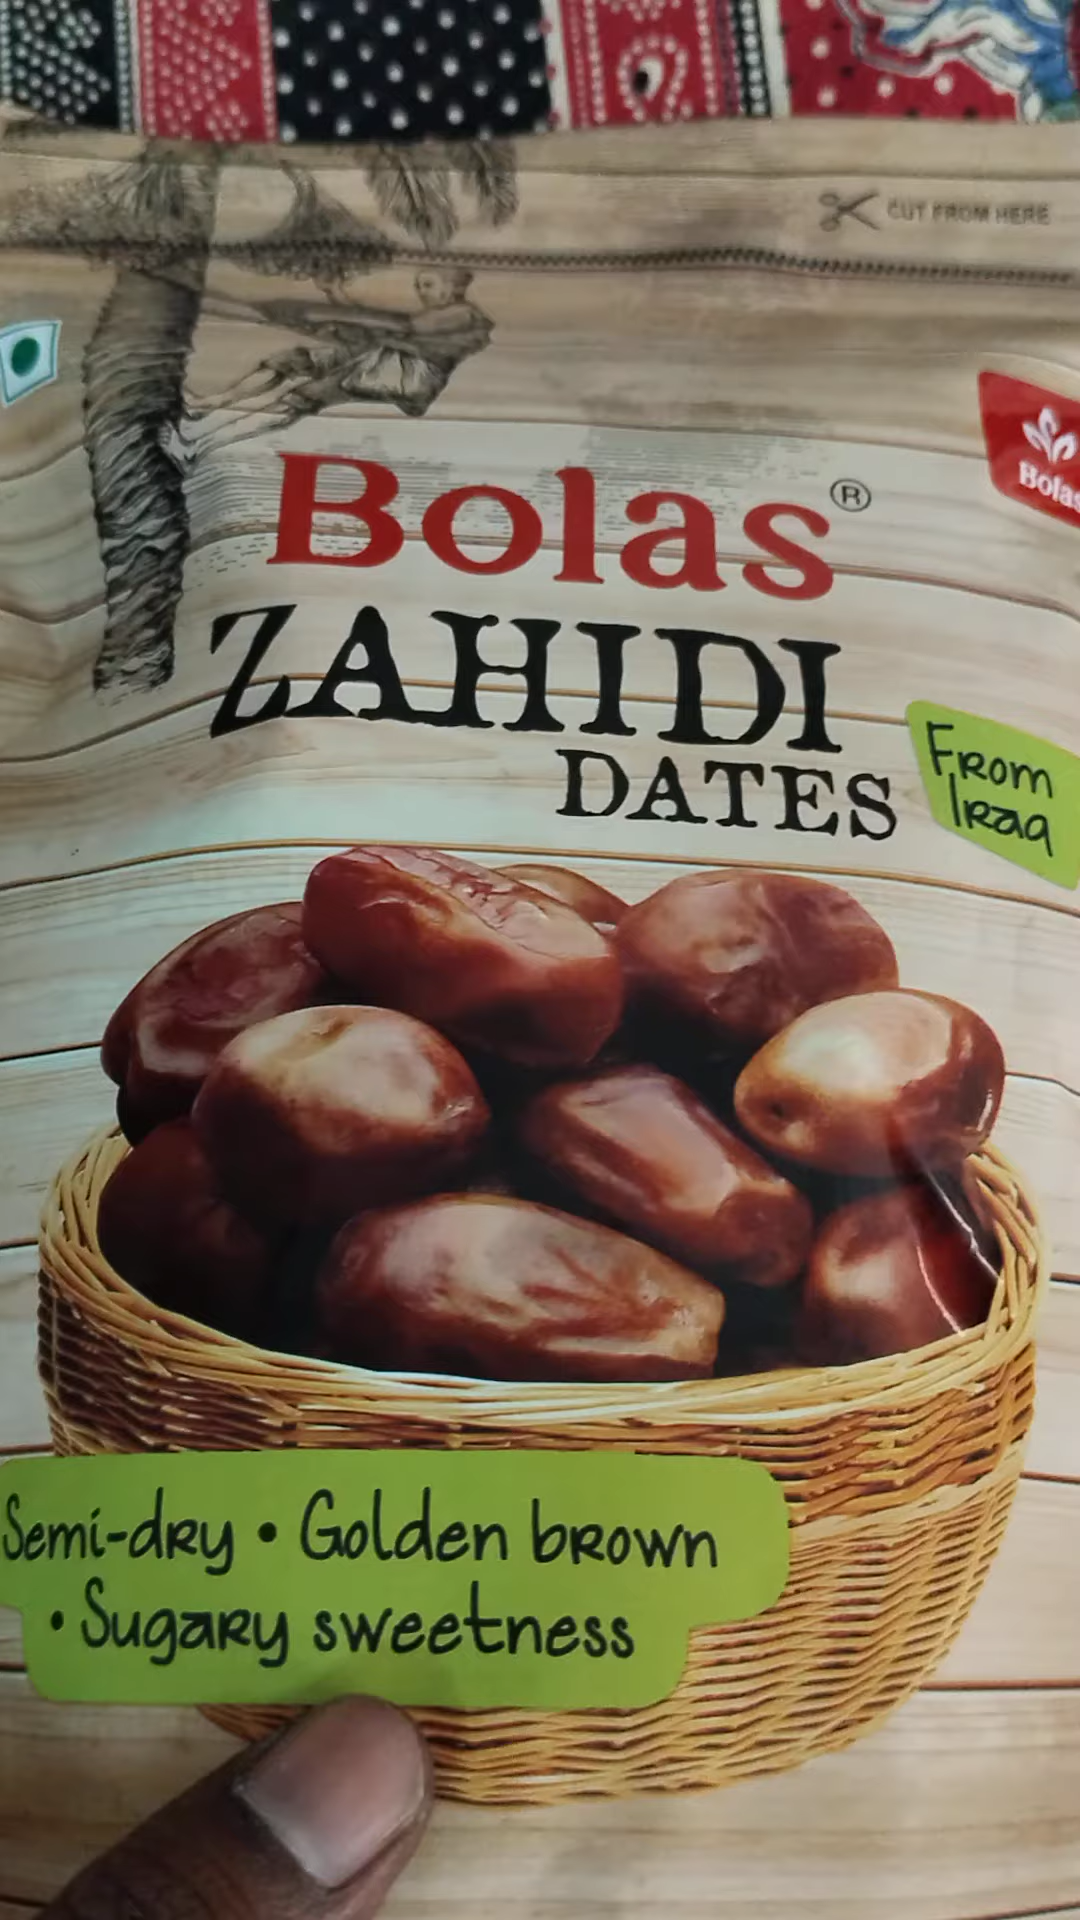 CUT FROM HERE
Bolas
Bolas®
ZAHIDI
DATES
From
Iraq
Semi-dry • Golden brown
• Sugary sweetness